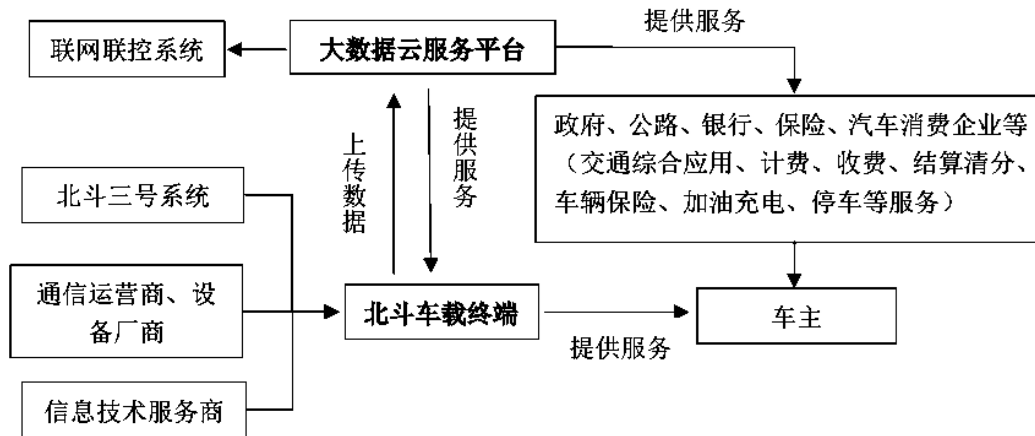 提供服务
联网联控系统
大数据云服务平台
政府、公路、银行、保险、汽车消费企业等
（交通综合应用、计费、收费、结算清分、
车辆保险、加油充电、停车等服务）
上传数据
提供服务
北斗三号系统
通信运营商、设
备厂商
北斗车载终端
提供服务
车主
信息技术服务商